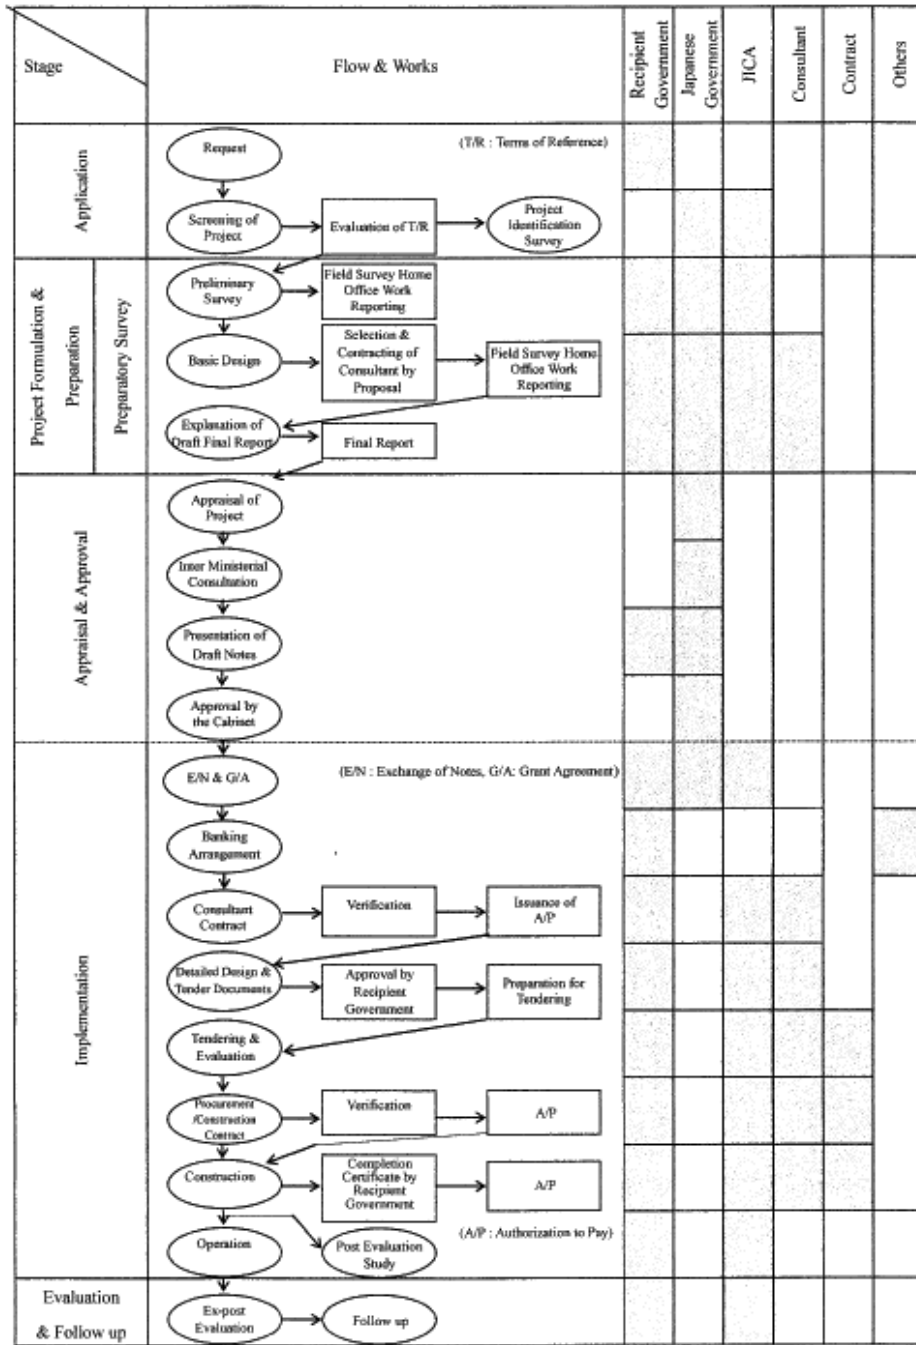 Stage
Flow & Works
Recipient
Government
Japanese
Government
JICA
Consultant
Contract
Others
Application
Request
(T/R : Terms of Reference)
Screening of
Project
Evaluation of T/R
Project
Identification
Survey
Project Formulation &
Preparation
Preparatory Survey
Preliminary
Survey
Field Survey Home
Office Work
Reporting
Basic Design
Selection &
Contracting of
Consultant by
Proposal
Field Survey Home
Office Work
Reporting
Explanation of
Draft Final Report
Final Report
Appraisal & Approval
Appraisal of
Project
Inter Ministerial
Consultation
Presentation of
Draft Notes
Approval by
the Cabinet
Implementation
E/N & G/A
(E/N : Exchange of Notes, G/A: Grant Agreement)
Banking
Arrangement
Consultant
Contract
Verification
Issuance of
A/P
Detailed Design &
Tender Documents
Approval by
Recipient
Government
Preparation for
Tendering
Tendering &
Evaluation
Procurement
/Construction
Contract
Verification
A/P
Construction
Completion
Certificate by
Recipient
Government
A/P
Operation
Post Evaluation
Study
(A/P : Authorization to Pay)
Evaluation
& Follow up
Ex-post
Evaluation
Follow up